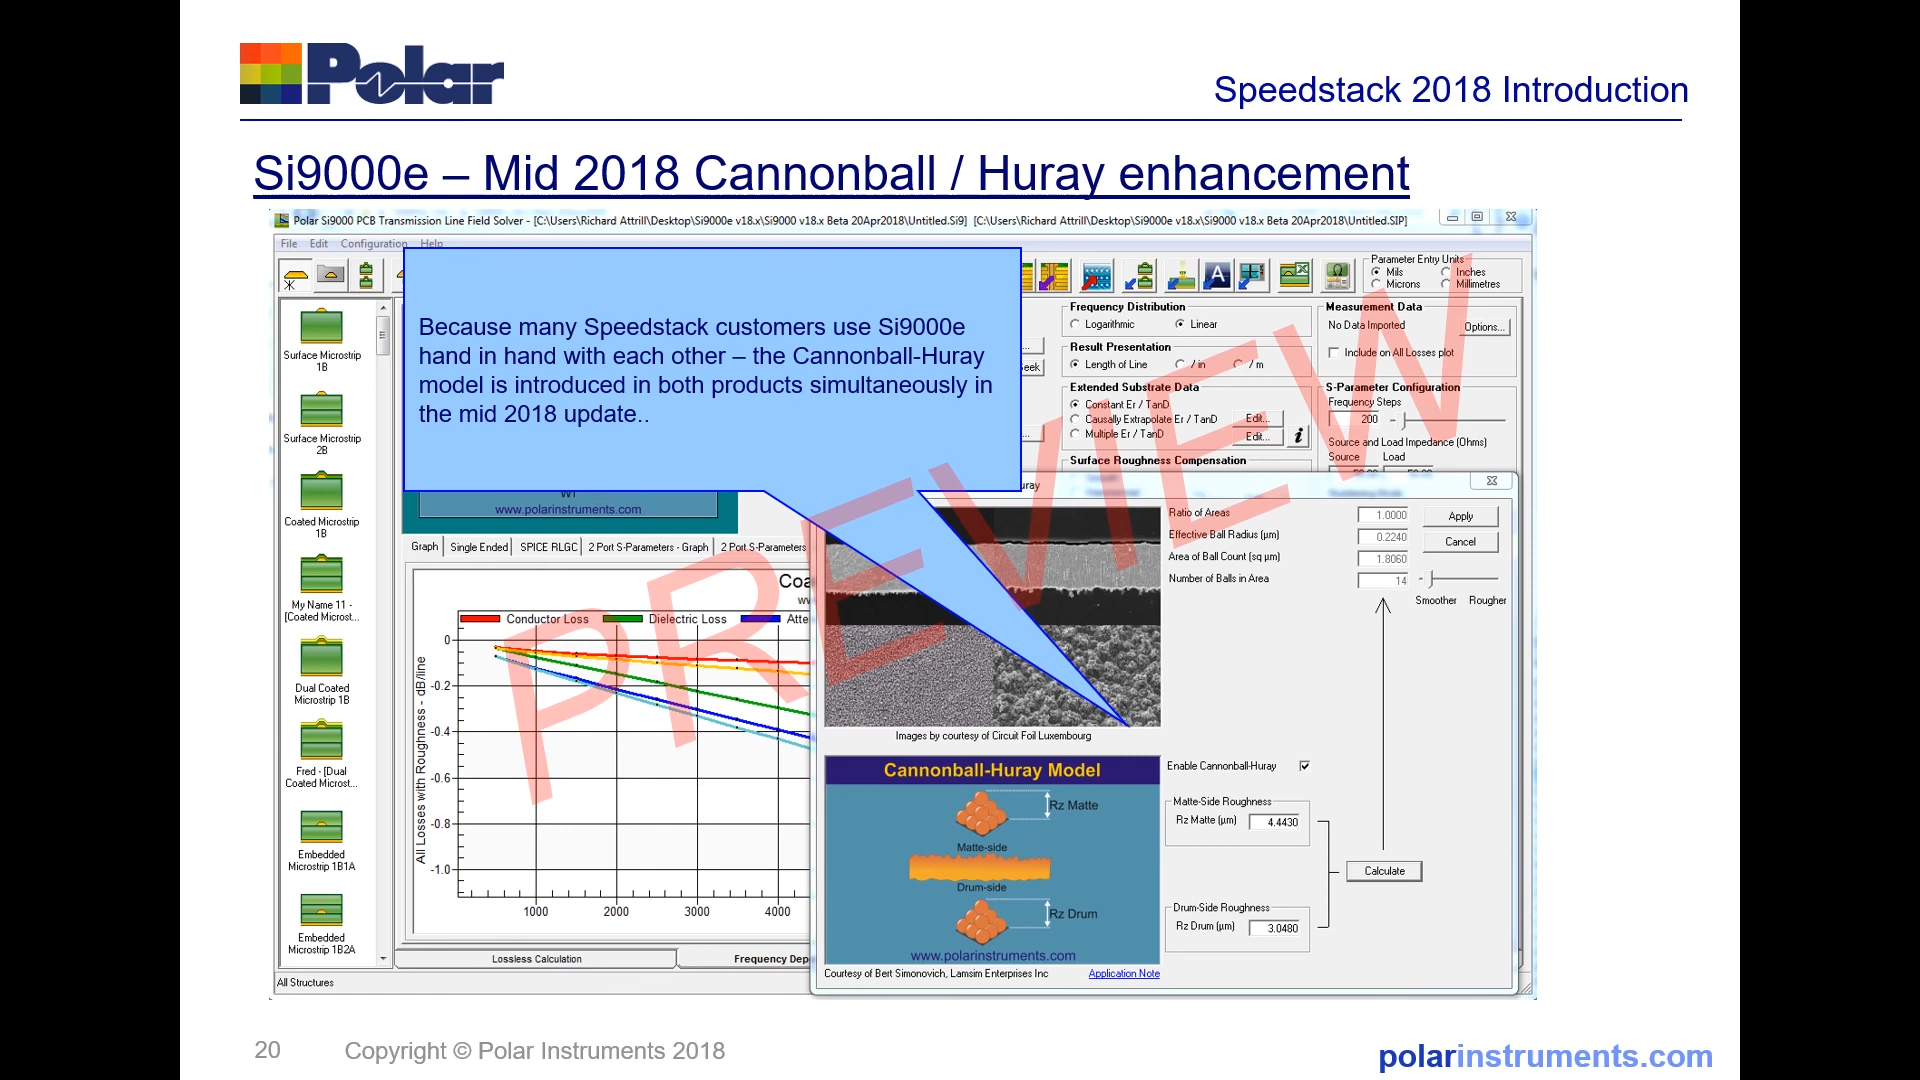 Polar
Speedstack 2018 Introduction
Si9000e – Mid 2018 Cannonball / Huray enhancement
Polar Si9000 PCB Transmission Line Field Solver - [C:\Users\Richard Attrill\Desktop\Si9000e v18.x\Si9000 v18.x Beta 20Apr2018\Untitled.Si9] [C:\Users\Richard Attrill\Desktop\Si9000e v18.x\Si9000 v18.x Beta 20Apr2018\Untitled.SIP]
File Edit Configuration Help
Because many Speedstack customers use Si9000e
hand in hand with each other – the Cannonball-Huray
model is introduced in both products simultaneously in
the mid 2018 update..
Parameter Entry Units
Mils Inches
Microns Millimetres
Surface Microstrip
1B
Surface Microstrip
2B
Coated Microstrip
1B
My Name 11 -
[Coated Microst...
Dual Coated
Microstrip 1B
Fred - [Dual
Coated Microst...
Embedded
Microstrip 1B1A
Embedded
Microstrip 1B2A
All Structures
Frequency Distribution
Logarithmic Linear
Result Presentation
Length of Line / in / m
Extended Substrate Data
Constant Er / TanD
Causally Extrapolate Er / TanD Edit...
Multiple Er / TanD Edit...
Surface Roughness Compensation
Measurement Data
No Data Imported Options...
Include on All Losses plot
S-Parameter Configuration
Frequency Steps
200
Source and Load Impedance (Ohms)
Source Load
W1
www.polarinstruments.com
Graph Single Ended SPICE RLGC 2 Port S-Parameters - Graph 2 Port S-Parameters
Coa
Conductor Loss Dielectric Loss Atte
All Losses with Roughness - dB/line
0
-0.2
-0.4
-0.6
-0.8
-1.0
1000 2000 3000 4000
Lossless Calculation Frequency Dep
uray
Ratio of Areas 1.0000 Apply
Effective Ball Radius (µm) 0.2240 Cancel
Area of Ball Count (sq µm) 1.8060
Number of Balls in Area 14
Smoother Rougher
Images by courtesy of Circuit Foil Luxembourg
Cannonball-Huray Model
Rz Matte
Matte-side
Drum-side
Rz Drum
www.polarinstruments.com
Courtesy of Bert Simonovich, Lamsim Enterprises Inc Application Note
Enable Cannonball-Huray
Matte-Side Roughness
Rz Matte (µm) 4.4430
Calculate
Drum-Side Roughness
Rz Drum (µm) 3.0480
PREVIEW
20 Copyright © Polar Instruments 2018
polarinstruments.com